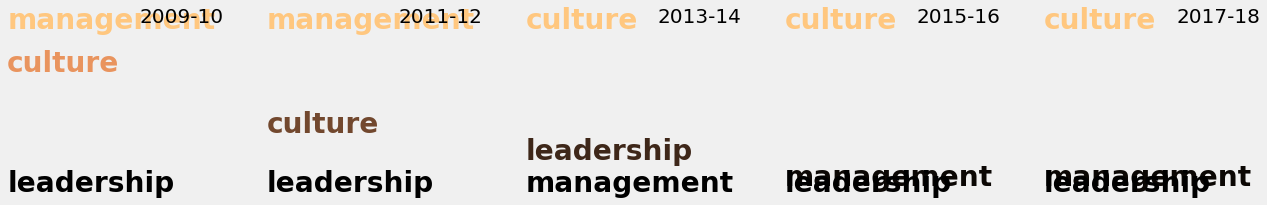 management 2009-10
culture
leadership
management 2011-12
culture
leadership
culture 2013-14
leadership
management
culture 2015-16
management
leadership
culture 2017-18
management
leadership